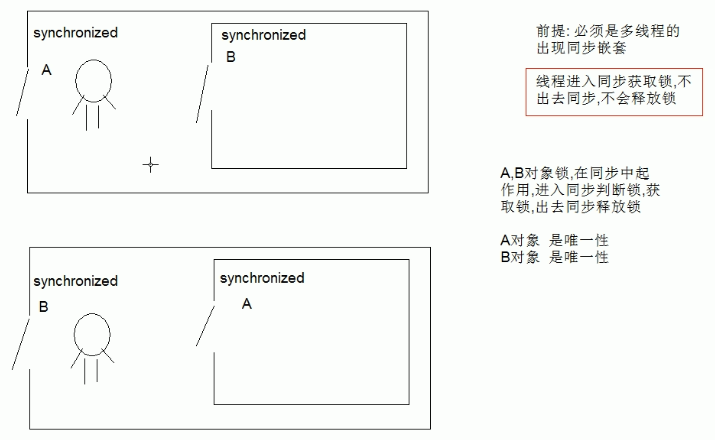 synchronized
A
synchronized
B
前提: 必须是多线程的
出现同步嵌套
线程进入同步获取锁,不
出去同步,不会释放锁
A,B对象锁,在同步中起
作用,进入同步判断锁,获
取锁,出去同步释放锁
A对象 是唯一性
B对象 是唯一性
synchronized
B
synchronized
A